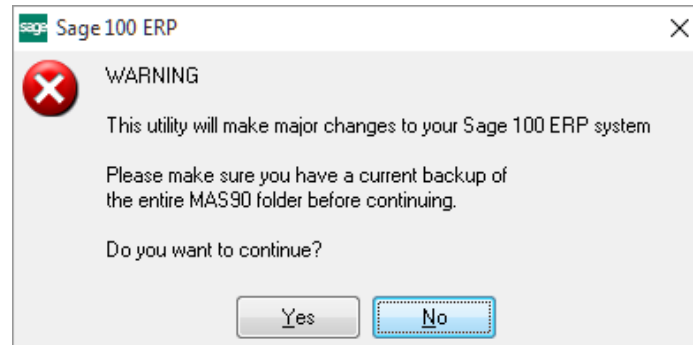 sage Sage 100 ERP
WARNING
This utility will make major changes to your Sage 100 ERP system
Please make sure you have a current backup of
the entire MAS90 folder before continuing.
Do you want to continue?
Yes No